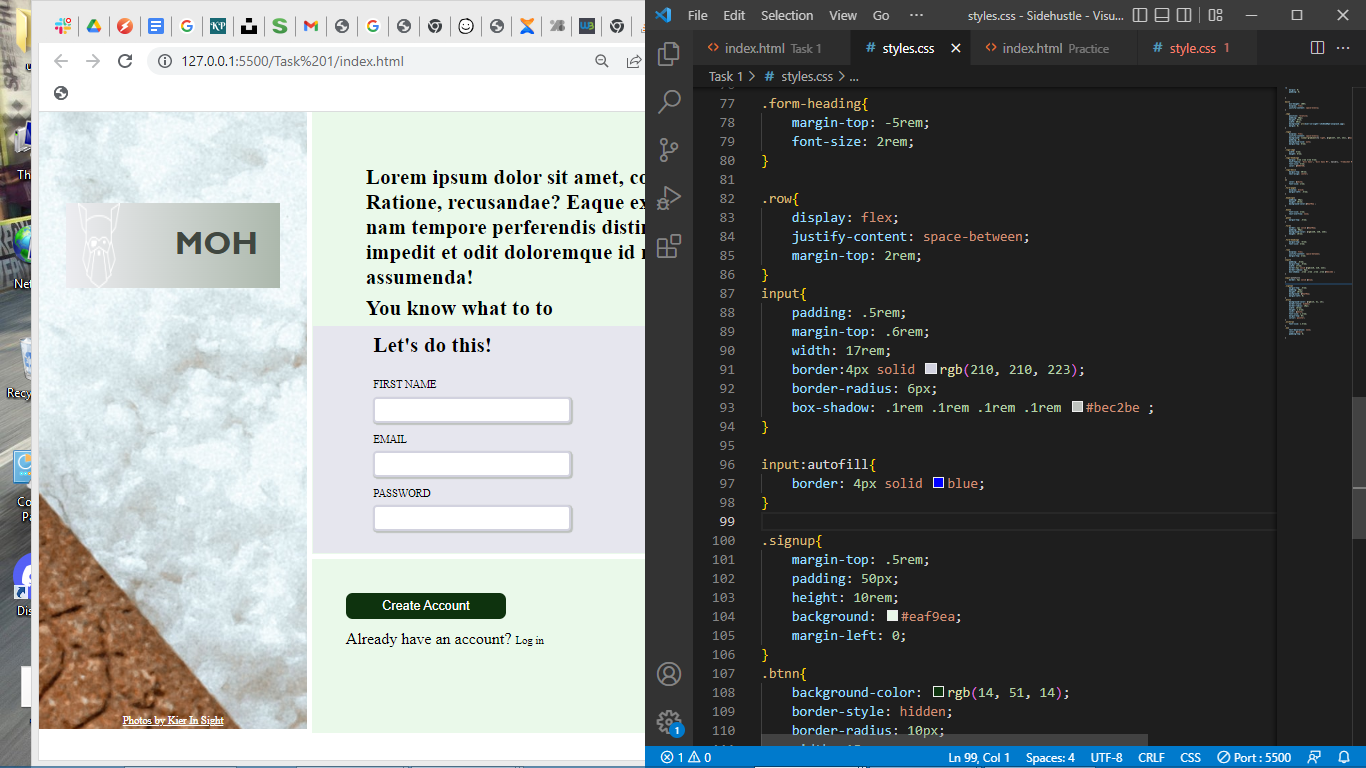 127.0.0.1:5500/Task%201/index.html
MOH
Photos by Kier In Sight
Lorem ipsum dolor sit amet,
Ratione, recusandae? Eaque
nam tempore perferendis
impedit et odit doloremque id
assumenda!
You know what to to
Let's do this!
FIRST NAME
EMAIL
PASSWORD
Create Account
Already have an account? Log in
File Edit Selection View Go ··· styles.css - Sidehustle - Visu...
index.html Task 1 # styles.css index.html Practice # style.css 1
Task 1 > # styles.css > ...
77 .form-heading{
78 margin-top: -5rem;
79 font-size: 2rem;
80 }
81
82 .row{
83 display: flex;
84 justify-content: space-between;
85 margin-top: 2rem;
86 }
87 input{
88 padding: .5rem;
89 margin-top: .6rem;
90 width: 17rem;
91 border:4px solid rgb(210, 210, 223);
92 border-radius: 6px;
93 box-shadow: .1rem .1rem .1rem .1rem #bec2be ;
94 }
95
96 input:autofill{
97 border: 4px solid blue;
98 }
99
100 .signup{
101 margin-top: .5rem;
102 padding: 50px;
103 height: 10rem;
104 background: #eaf9ea;
105 margin-left: 0;
106 }
107 .btnn{
108 background-color: rgb(14, 51, 14);
109 border-style: hidden;
110 border-radius: 10px;
1
1 0 Ln 99, Col 1 Spaces: 4 UTF-8 CRLF CSS Port : 5500